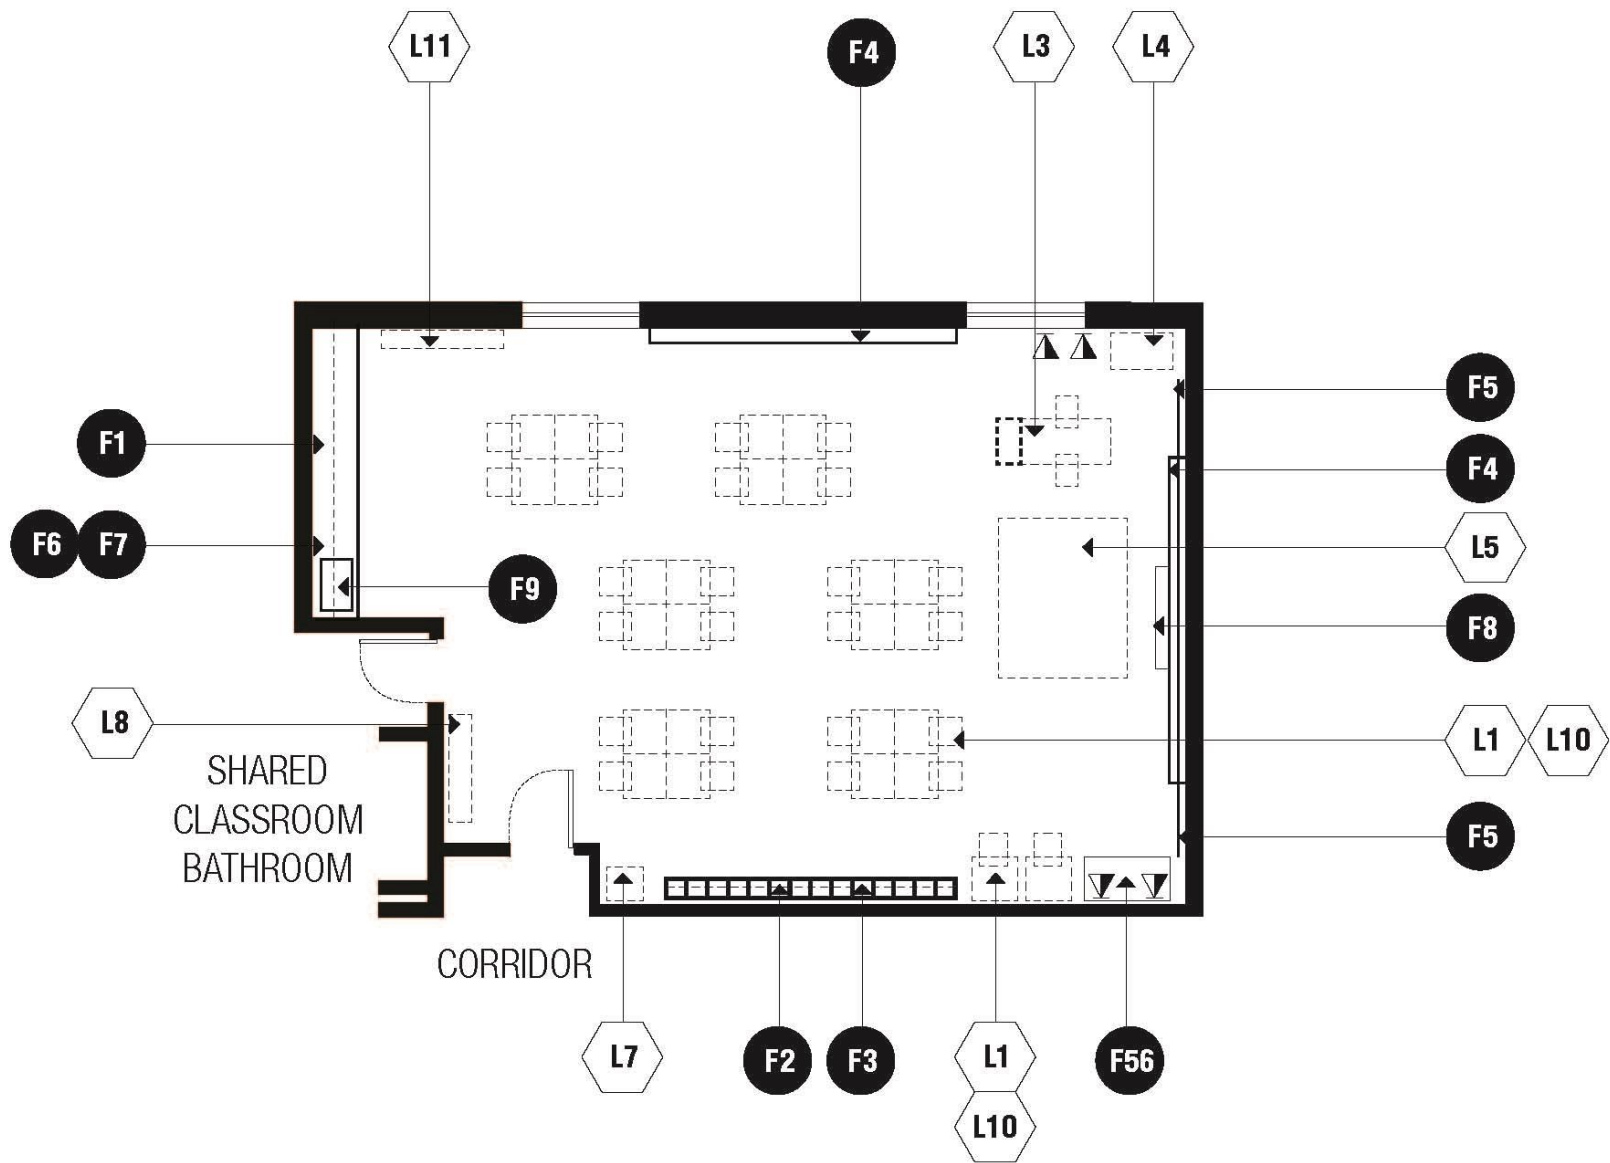 L11
F4
L3
L4
F5
F1
F4
F6
F7
L5
F9
F8
L8
L1
L10
SHARED
CLASSROOM
BATHROOM
F5
CORRIDOR
L7
F2
F3
L1
F56
L10